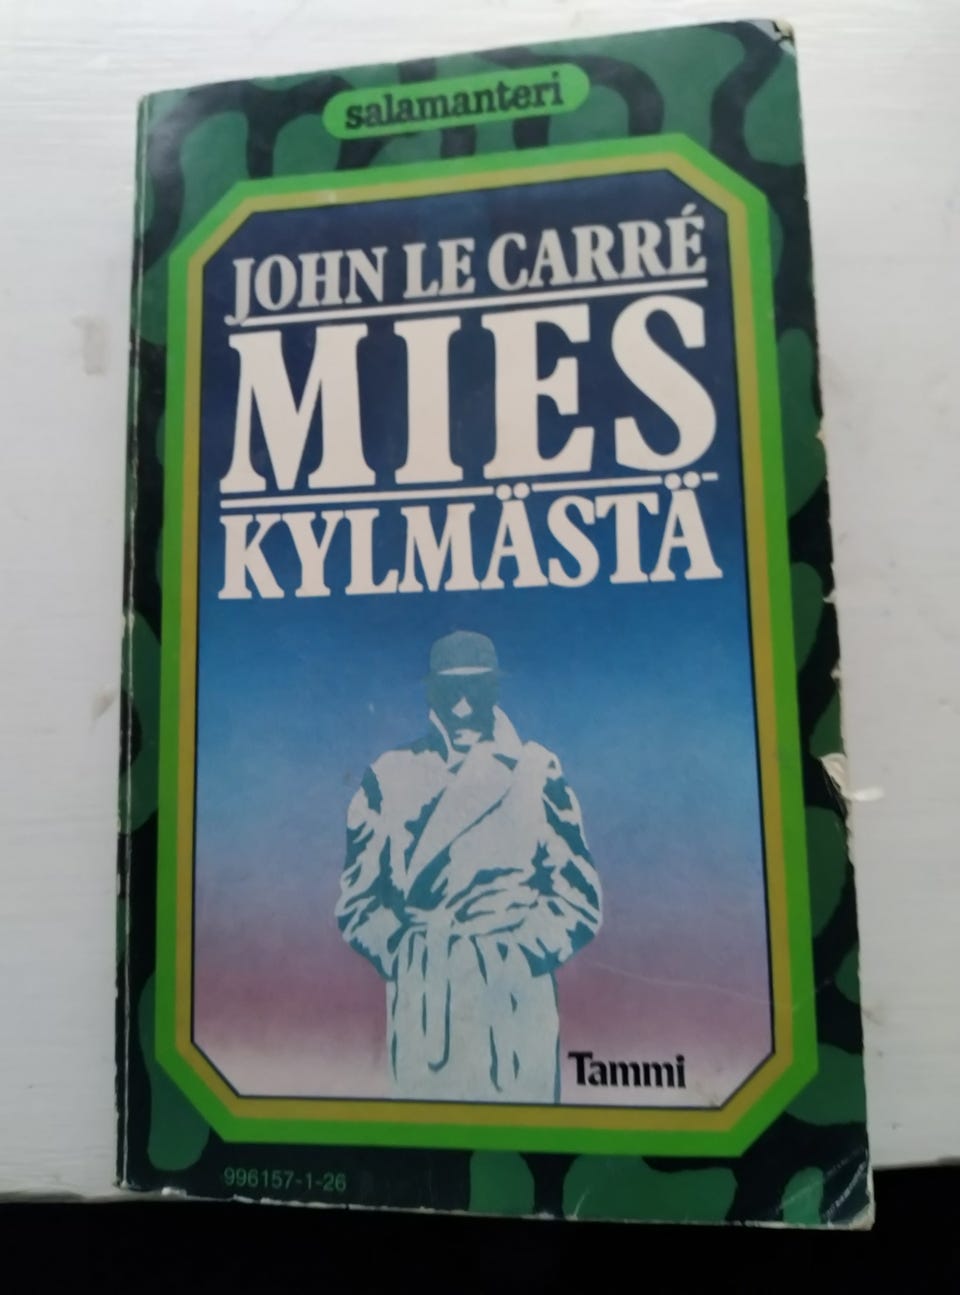 salamanteri
JOHN LE CARRÉ
MIES
KYLMÄSTÄ
Tammi
996157-1-26